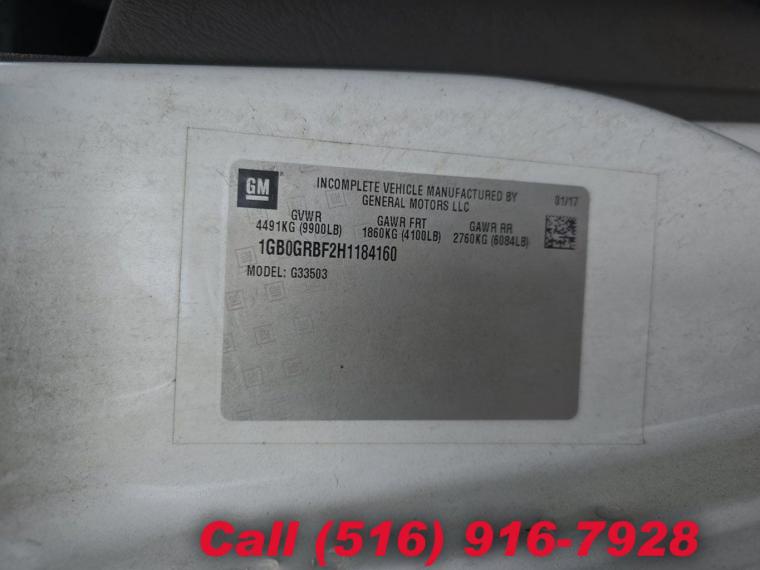 GM
INCOMPLETE VEHICLE MANUFACTURED BY
GENERAL MOTORS LLC
01/17
GVWR
4491KG (9900LB)
GAWR FRT
1860KG (4100LB)
GAWR RR
2760KG (6084LB)
1GB0GRBF2H1184160
MODEL: G33503
Call (516) 916-7928